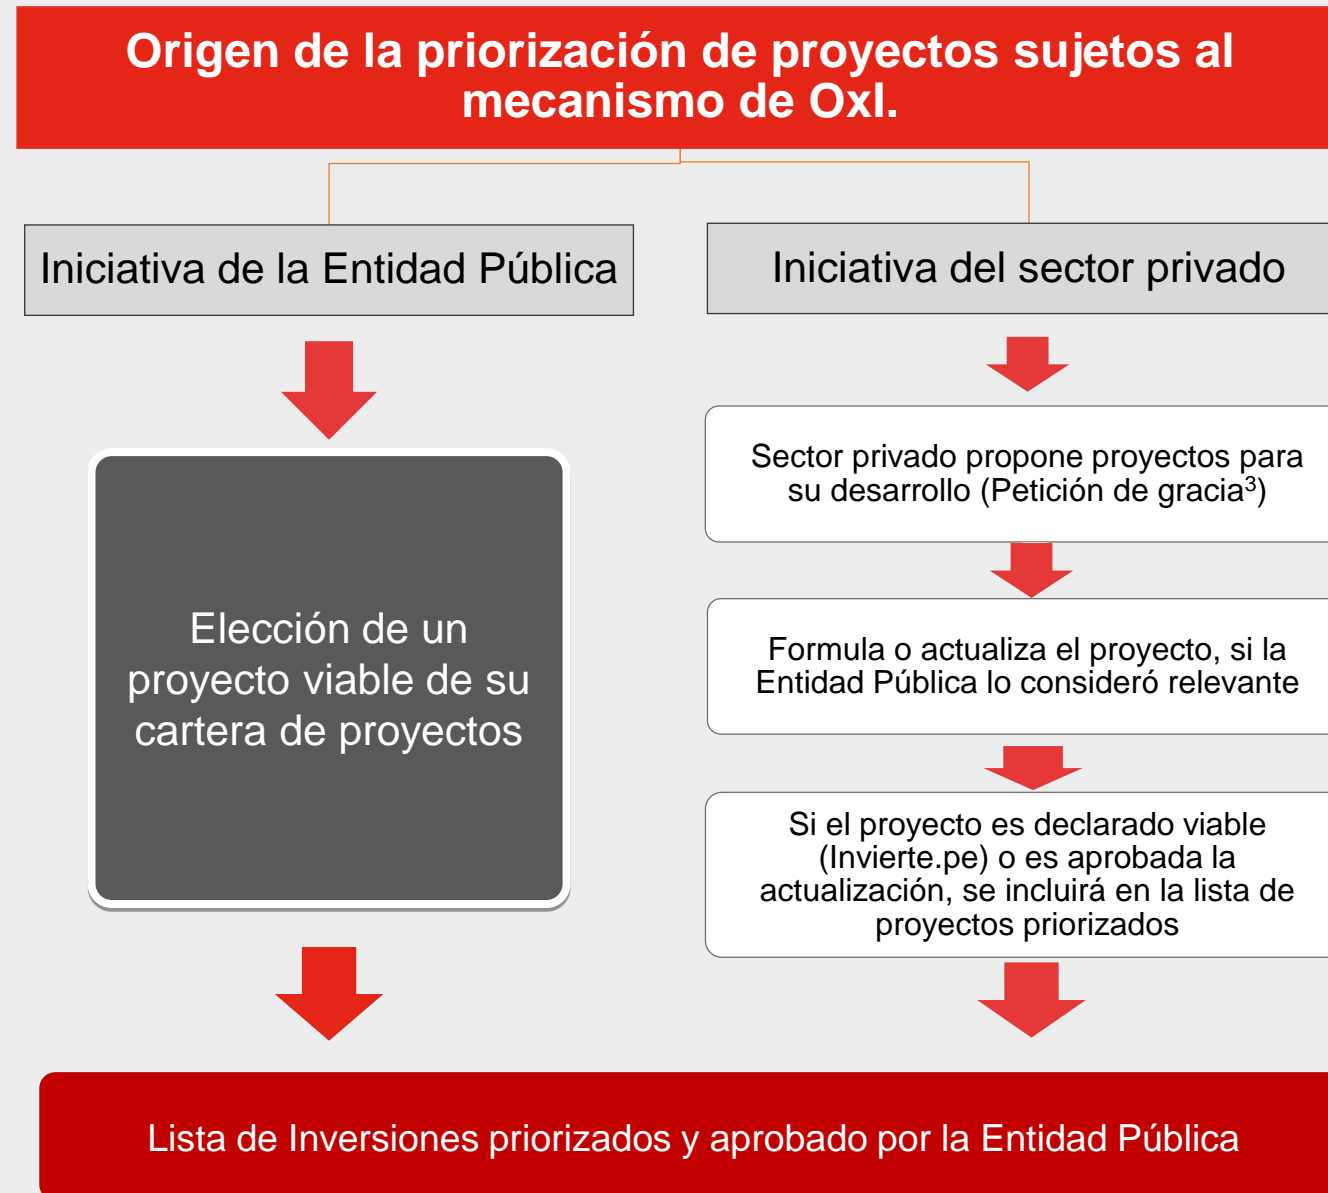 Origen de la priorización de proyectos sujetos al
mecanismo de OxI.
Iniciativa de la Entidad Pública
Elección de un
proyecto viable de su
cartera de proyectos
Iniciativa del sector privado
Sector privado propone proyectos para
su desarrollo (Petición de gracia³)
Formula o actualiza el proyecto, si la
Entidad Pública lo consideró relevante
Si el proyecto es declarado viable
(Invierte.pe) o es aprobada la
actualización, se incluirá en la lista de
proyectos priorizados
Lista de Inversiones priorizados y aprobado por la Entidad Pública